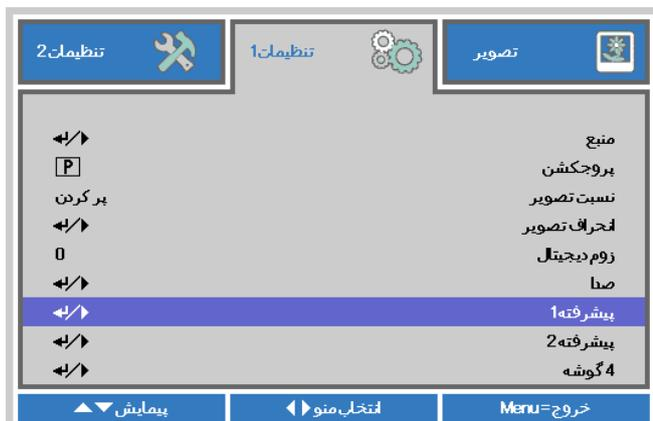 تصویر
تنظیمات1
تنظیمات2
منبع
پروجکشن P
نسبت تصویر پر کردن
انحراف تصویر
زوم دیجیتال 0
صدا
پیشرفته1
پیشرفته2
4 گوشه
خروج=Menu انتخاب منو پیمایش